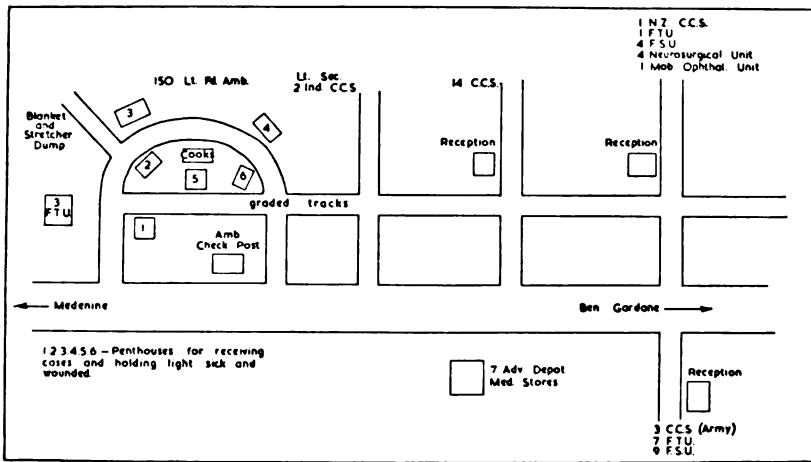 1 N.Z. C.C.S.
1 F.T.U
4 F.S.U
4 Neurosurgical Unit
1 Mob Ophthal. Unit
150 Lt. Fd. Amb.
Lt. Sec.
2 Ind. C.C.S
14 C.C.S.
Blanket
and
Stretcher
Dump
3
4
Cooks
2
5
6
Reception
Reception
3
F.T.U.
graded tracks
1
Amb
Check Post
Medenine
Ben Gardane
1 2 3.4.5.6 – Penthouses for receiving
cases and holding light sick and
wounded.
7 Adv Depot
Med. Stores
Reception
3 C.C.S (Army)
7 F.T.U.
9 F.S.U.